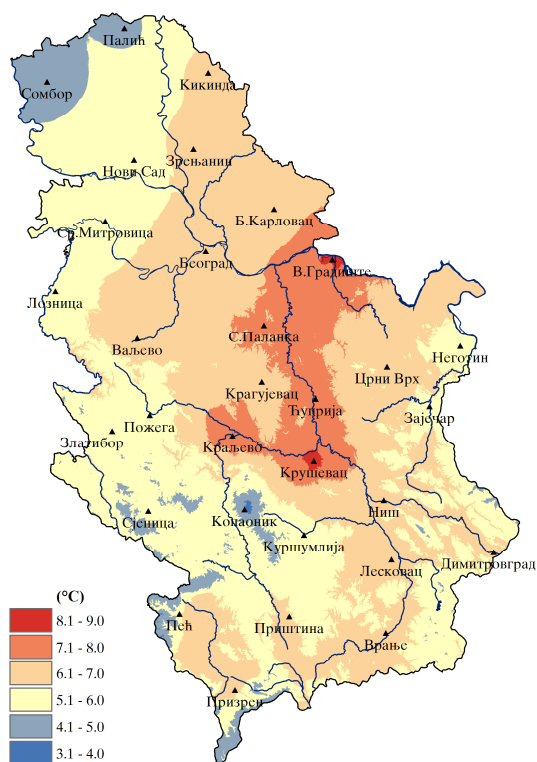 Палић
Сомбор
Кикинда
Зрењанин
Нови Сад
Б.Карловац
Ср.Митровица
Београд
В.Градиште
Лозница
С.Паланка
Ваљево
Неготин
Црни Врх
Крагујевац
Ћуприја
Зајечар
Пожега
Златибор
Краљево
Крушевац
Сјеница
Копаоник
Ниш
Куршумлија
Димитровград
Лесковац
Пећ
Приштина
Врање
Призрен
(°C)
8.1 - 9.0
7.1 - 8.0
6.1 - 7.0
5.1 - 6.0
4.1 - 5.0
3.1 - 4.0